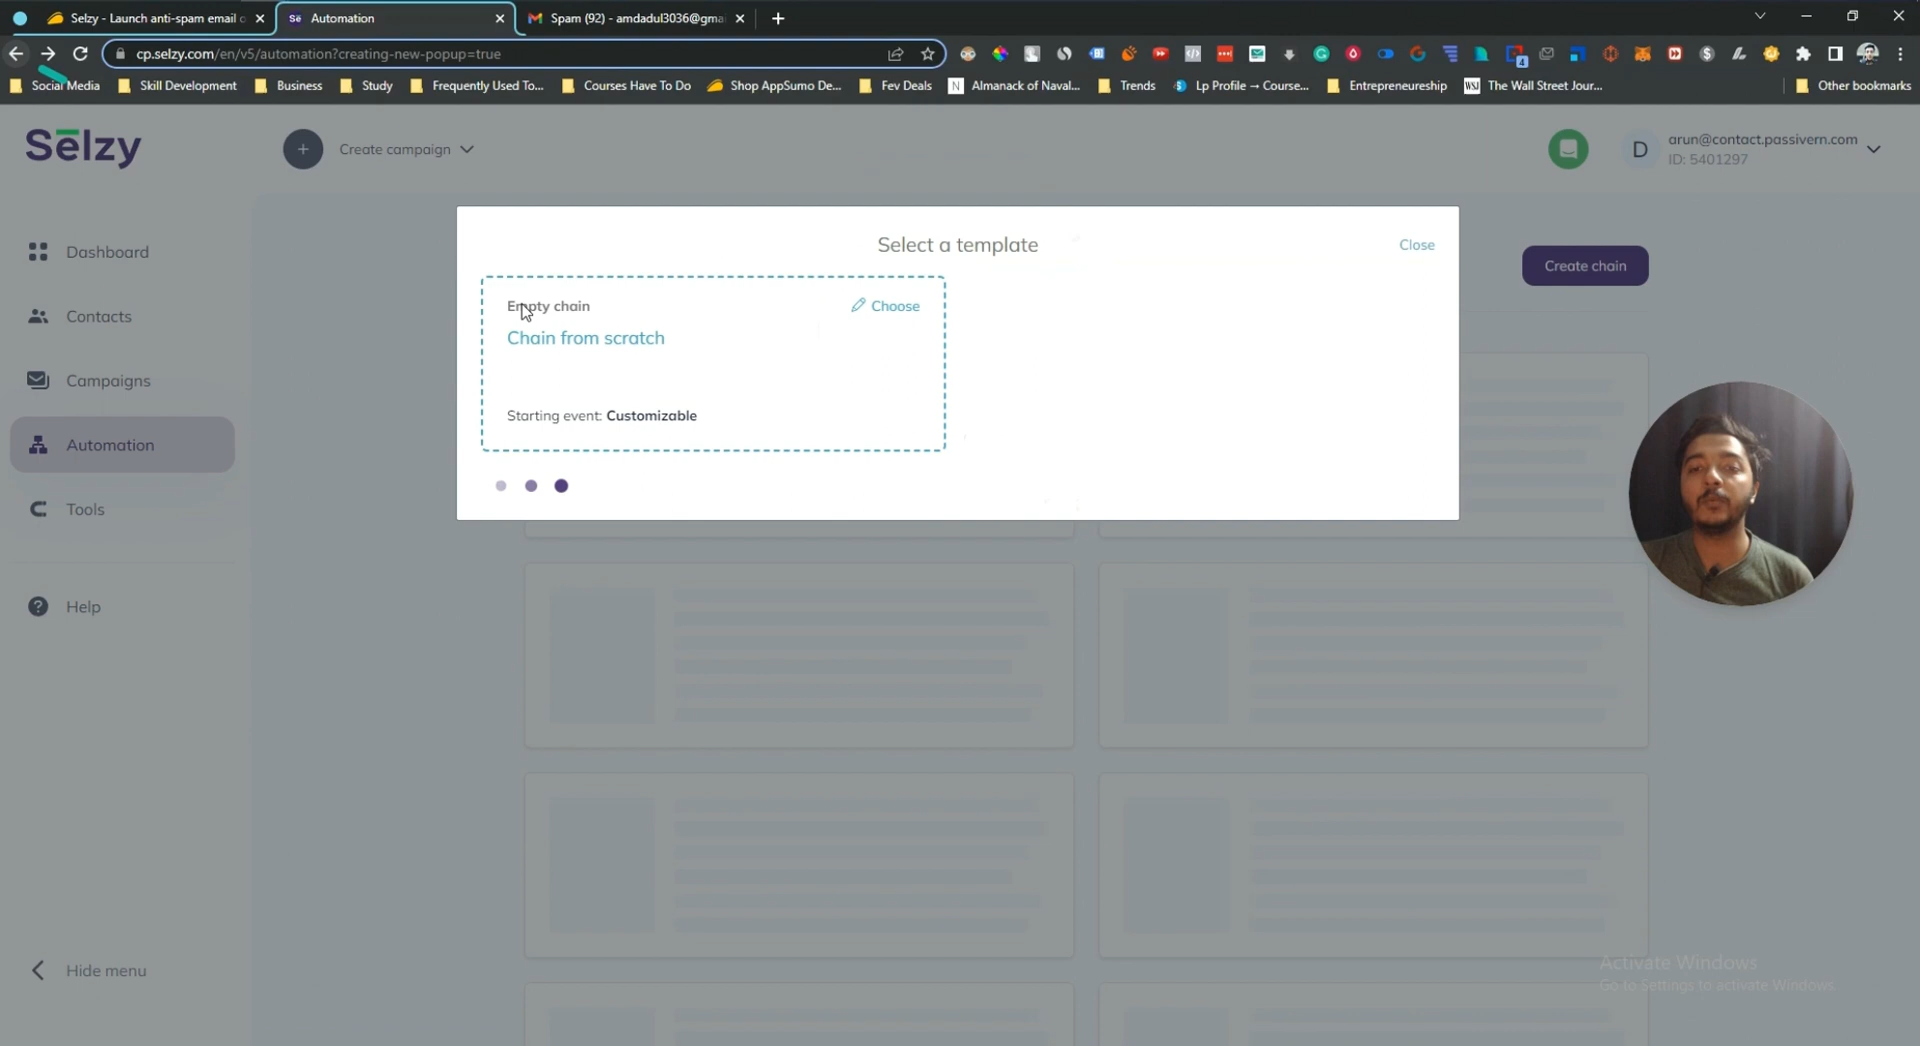 Selzy - Launch anti-spam email c
Automation
Spam (92) - amdadul3036@gma
cp.selzy.com/en/v5/automation?creating-new-popup=true
4
Social Media
Skill Development
Business
Study
Frequently Used To...
Courses Have To Do
Shop AppSumo De...
Fev Deals
N Almanack of Naval...
Trends
Lp Profile → Course...
Entrepreneureship
WSJ The Wall Street Jour...
Other bookmarks
Selzy
+ Create campaign
D
arun@contact.passivern.com
ID: 5401297
Dashboard
Contacts
Campaigns
Automation
Tools
Help
Hide menu
Select a template
Close
Create chain
Empty chain
Choose
Chain from scratch
Starting event: Customizable
Activate Windows
Go to Settings to activate Windows.